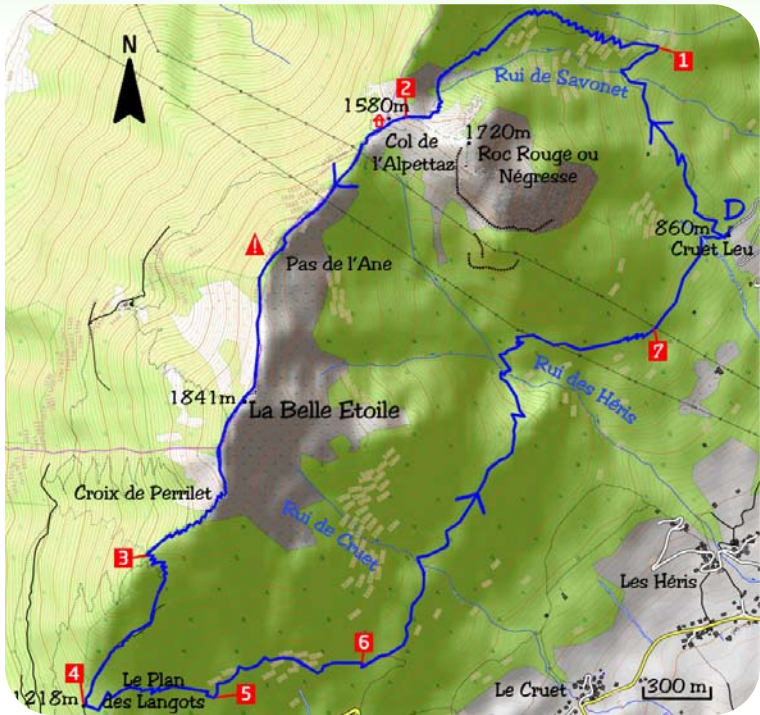 N
1
Rui de Savonet
2
1580m
1720m
Col de
l'Alpettaz
Roc Rouge ou
Négresse
D
860m
Cruet Leu
!
Pas de l'Ane
7
Rui des Héris
1841m
La Belle Etoile
Croix de Perrilet
Rui de Cruet
3
Les Héris
6
4
Le Plan
des Langots
5
1218m
Le Cruet
300 m